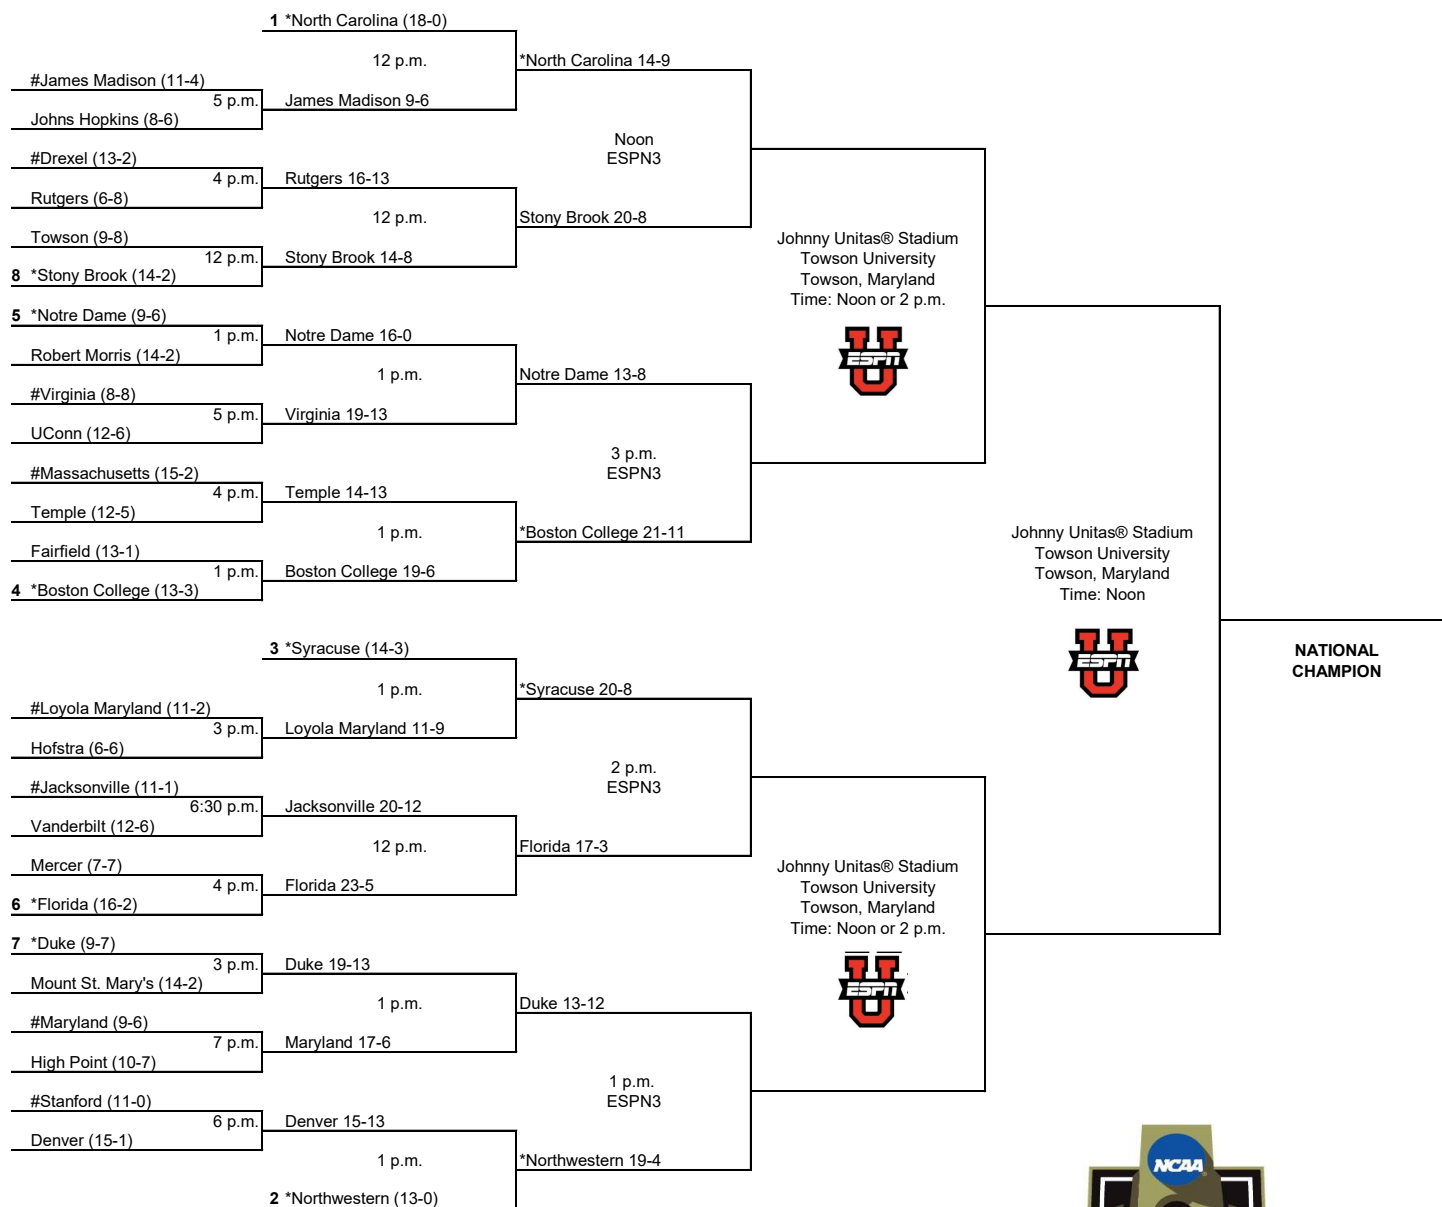 1 *North Carolina (18-0)
12 p.m.
*North Carolina 14-9
#James Madison (11-4)
5 p.m.
James Madison 9-6
Johns Hopkins (8-6)
Noon
ESPN3
#Drexel (13-2)
4 p.m.
Rutgers 16-13
Rutgers (6-8)
12 p.m.
Stony Brook 20-8
Towson (9-8)
12 p.m.
Stony Brook 14-8
8 *Stony Brook (14-2)
Johnny Unitas® Stadium
Towson University
Towson, Maryland
Time: Noon or 2 p.m.
U
ESPN
5 *Notre Dame (9-6)
1 p.m.
Notre Dame 16-0
Robert Morris (14-2)
1 p.m.
Notre Dame 13-8
#Virginia (8-8)
5 p.m.
Virginia 19-13
UConn (12-6)
3 p.m.
ESPN3
#Massachusetts (15-2)
4 p.m.
Temple 14-13
Temple (12-5)
1 p.m.
*Boston College 21-11
Fairfield (13-1)
1 p.m.
Boston College 19-6
4 *Boston College (13-3)
Johnny Unitas® Stadium
Towson University
Towson, Maryland
Time: Noon
U
ESPN
NATIONAL
CHAMPION
3 *Syracuse (14-3)
1 p.m.
*Syracuse 20-8
#Loyola Maryland (11-2)
3 p.m.
Loyola Maryland 11-9
Hofstra (6-6)
2 p.m.
ESPN3
#Jacksonville (11-1)
6:30 p.m.
Jacksonville 20-12
Vanderbilt (12-6)
12 p.m.
Florida 17-3
Mercer (7-7)
4 p.m.
Florida 23-5
6 *Florida (16-2)
Johnny Unitas® Stadium
Towson University
Towson, Maryland
Time: Noon or 2 p.m.
U
ESPN
7 *Duke (9-7)
3 p.m.
Duke 19-13
Mount St. Mary's (14-2)
1 p.m.
Duke 13-12
#Maryland (9-6)
7 p.m.
Maryland 17-6
High Point (10-7)
1 p.m.
ESPN3
#Stanford (11-0)
6 p.m.
Denver 15-13
Denver (15-1)
1 p.m.
*Northwestern 19-4
2 *Northwestern (13-0)
NCAA